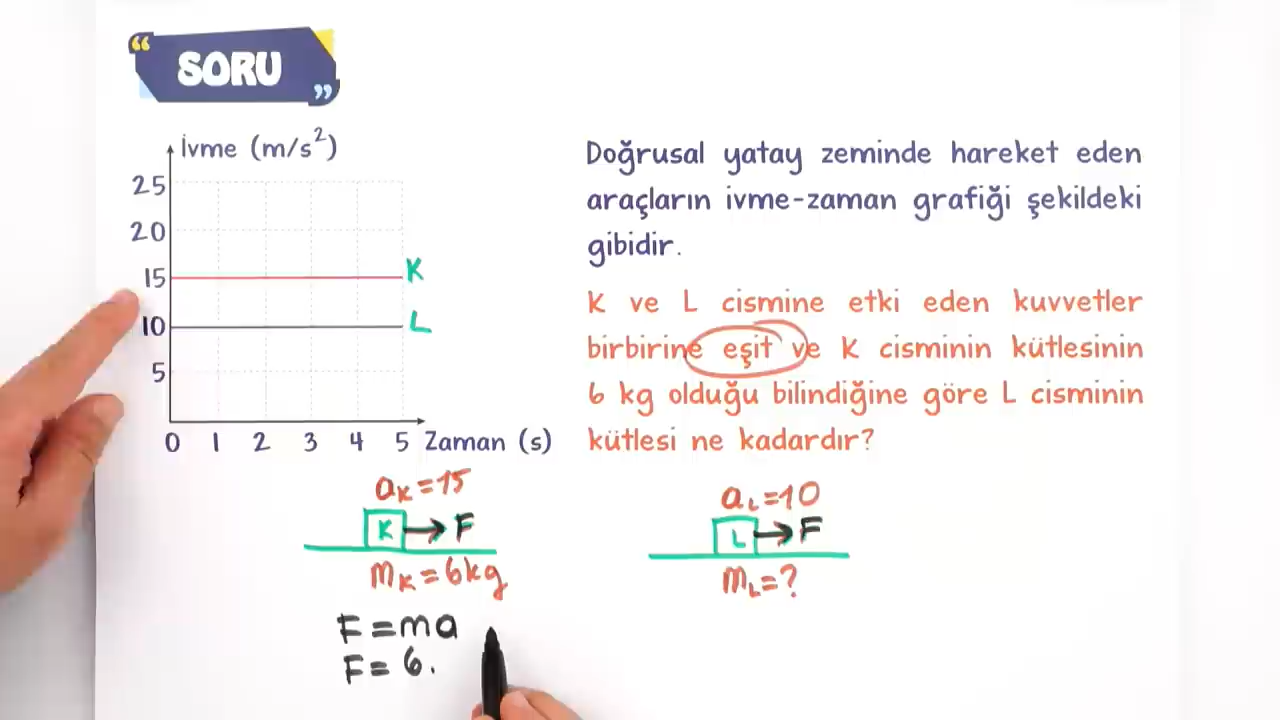 “ SORU ”
İvme (m/s²)
25
20
15
10
5
K
L
0 1 2 3 4 5 Zaman (s)
Doğrusal yatay zeminde hareket eden
araçların ivme-zaman grafiği şekildeki
gibidir.
K ve L cismine etki eden kuvvetler
birbirine eşit ve K cisminin kütlesinin
6 kg olduğu bilindiğine göre L cisminin
kütlesi ne kadardır?
aK = 15
K → F
mK = 6kg
F = ma
F = 6.
aL = 10
L → F
mL = ?